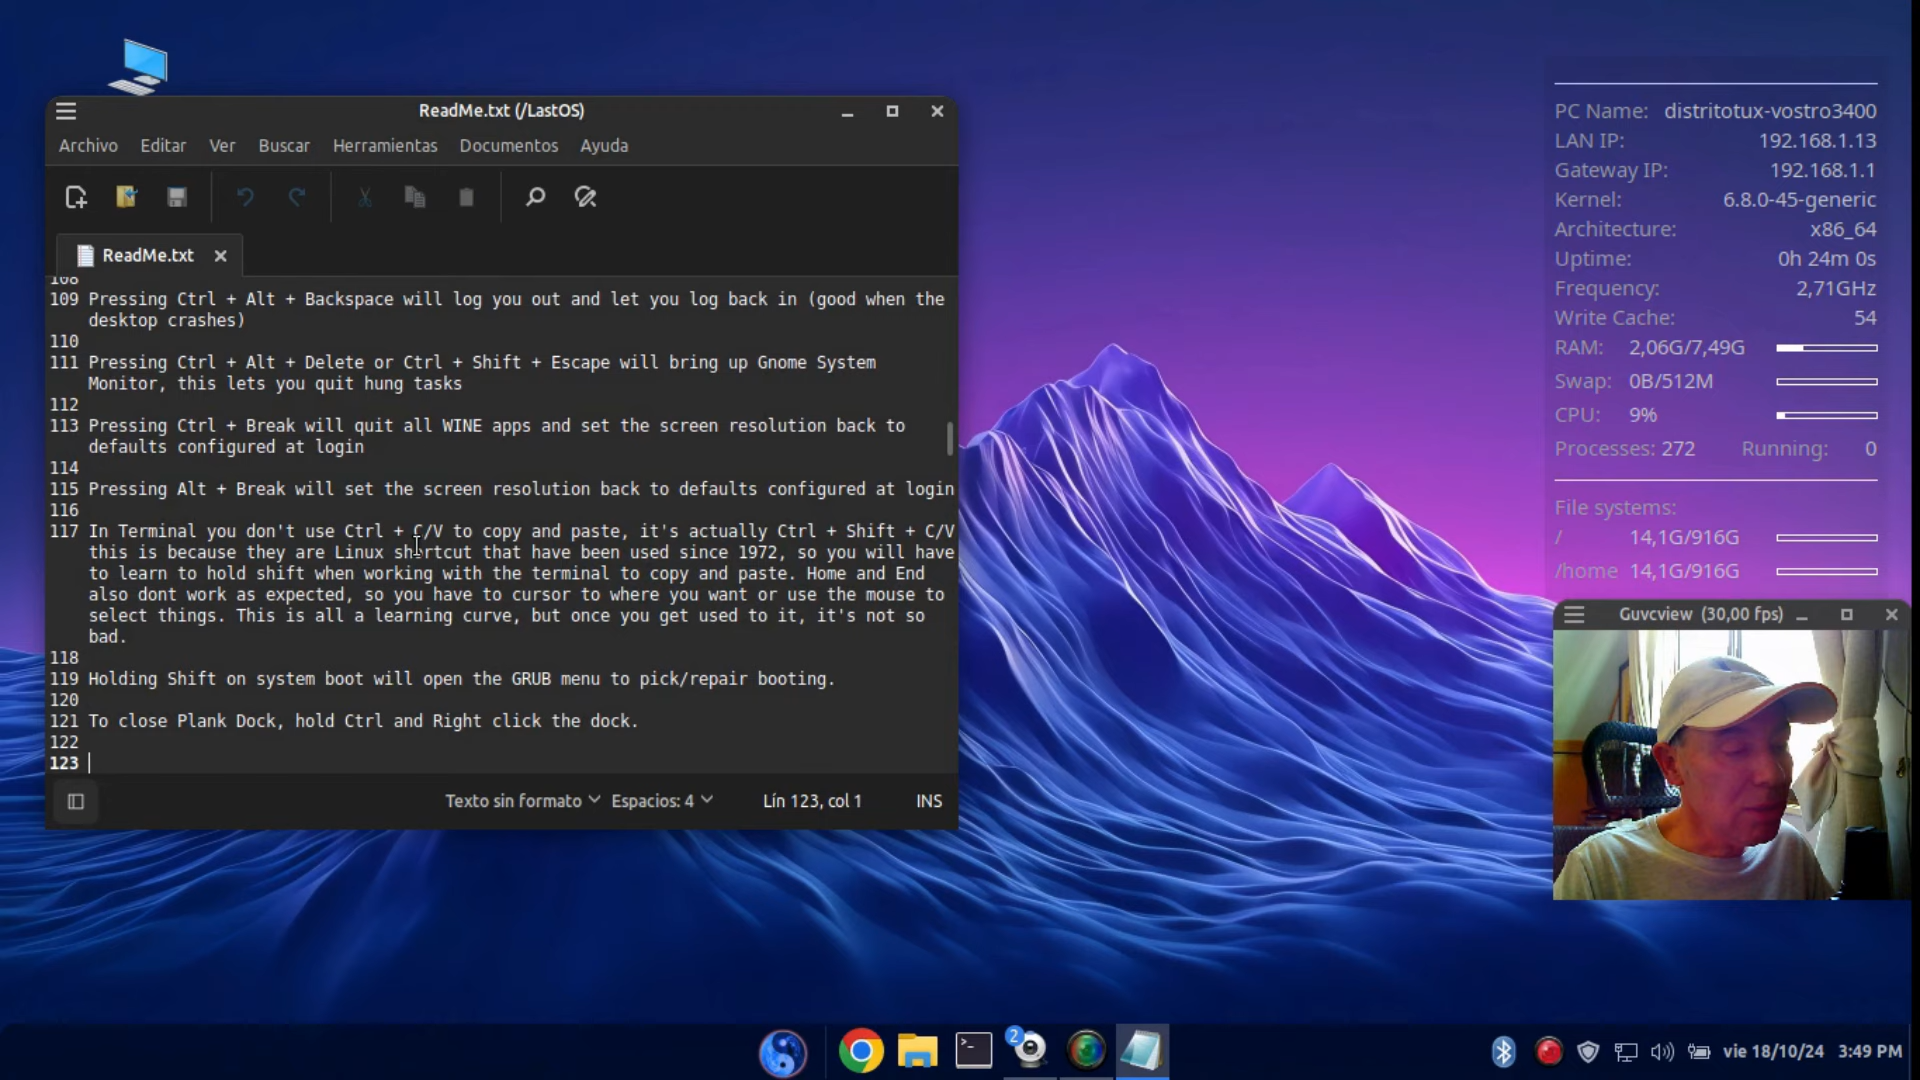 ReadMe.txt (/LastOS)
Archivo Editar Ver Buscar Herramientas Documentos Ayuda
ReadMe.txt
108
109 Pressing Ctrl + Alt + Backspace will log you out and let you log back in (good when the
desktop crashes)
110
111 Pressing Ctrl + Alt + Delete or Ctrl + Shift + Escape will bring up Gnome System
Monitor, this lets you quit hung tasks
112
113 Pressing Ctrl + Break will quit all WINE apps and set the screen resolution back to
defaults configured at login
114
115 Pressing Alt + Break will set the screen resolution back to defaults configured at login
116
117 In Terminal you don't use Ctrl + C/V to copy and paste, it's actually Ctrl + Shift + C/V
this is because they are Linux shortcut that have been used since 1972, so you will have
to learn to hold shift when working with the terminal to copy and paste. Home and End
also dont work as expected, so you have to cursor to where you want or use the mouse to
select things. This is all a learning curve, but once you get used to it, it's not so
bad.
118
119 Holding Shift on system boot will open the GRUB menu to pick/repair booting.
120
121 To close Plank Dock, hold Ctrl and Right click the dock.
122
123
Texto sin formato Espacios: 4 Lín 123, col 1 INS
PC Name: distritotux-vostro3400
LAN IP: 192.168.1.13
Gateway IP: 192.168.1.1
Kernel: 6.8.0-45-generic
Architecture: x86_64
Uptime: 0h 24m 0s
Frequency: 2,71GHz
Write Cache: 54
RAM: 2,06G/7,49G
Swap: 0B/512M
CPU: 9%
Processes: 272 Running: 0
File systems:
/ 14,1G/916G
/home 14,1G/916G
Guvcview (30,00 fps)
2
vie 18/10/24 3:49 PM